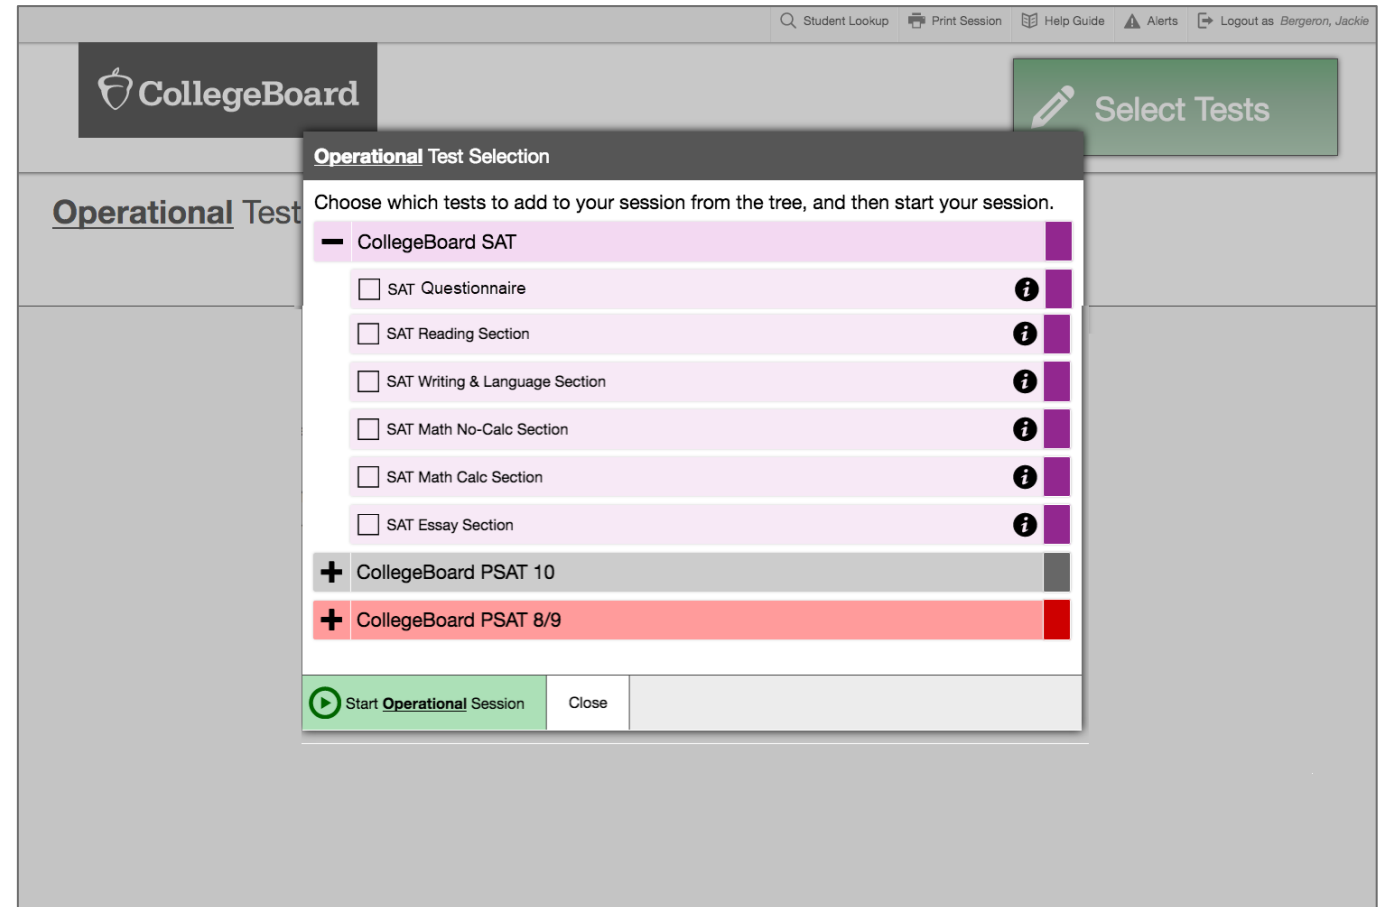 Student Lookup Print Session Help Guide Alerts Logout as Bergeron, Jackie
CollegeBoard
Select Tests
Operational Test Selection
Operational Test
Choose which tests to add to your session from the tree, and then start your session.
CollegeBoard SAT
SAT Questionnaire
SAT Reading Section
SAT Writing & Language Section
SAT Math No-Calc Section
SAT Math Calc Section
SAT Essay Section
CollegeBoard PSAT 10
CollegeBoard PSAT 8/9
Start Operational Session Close